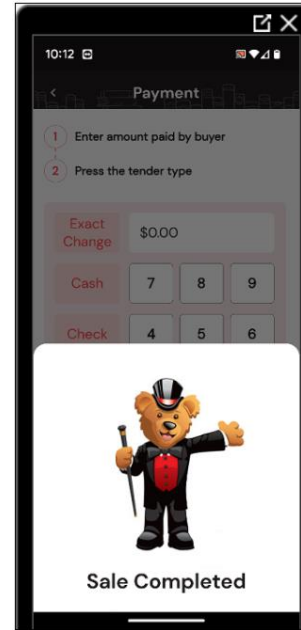 10:12
<
Payment
1 Enter amount paid by buyer
2 Press the tender type
Exact
Change
$0.00
Cash
7 8 9
Check
4 5 6
Sale Completed